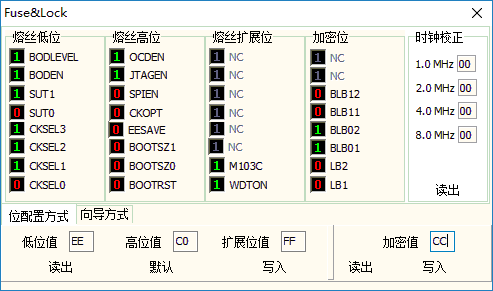 Fuse&Lock
熔丝低位 熔丝高位 熔丝扩展位 加密位 时钟校正
1 BODLEVEL 1 OCDEN 1 NC 1 NC 1.0 MHz 00
1 BODEN 1 JTAGEN 1 NC 1 NC 2.0 MHz 00
1 SUT1 0 SPIEN 1 NC 0 BLB12 4.0 MHz 00
0 SUT0 0 CKOPT 1 NC 0 BLB11 8.0 MHz 00
1 CKSEL3 0 EESAVE 1 NC 1 BLB02
1 CKSEL2 0 BOOTSZ1 1 NC 1 BLB01
1 CKSEL1 0 BOOTSZ0 1 M103C 0 LB2
0 CKSEL0 0 BOOTRST 1 WDTON 0 LB1 读出
位配置方式 向导方式
低位值 EE 高位值 C0 扩展位值 FF 加密值 CC
读出 默认 写入 读出 写入